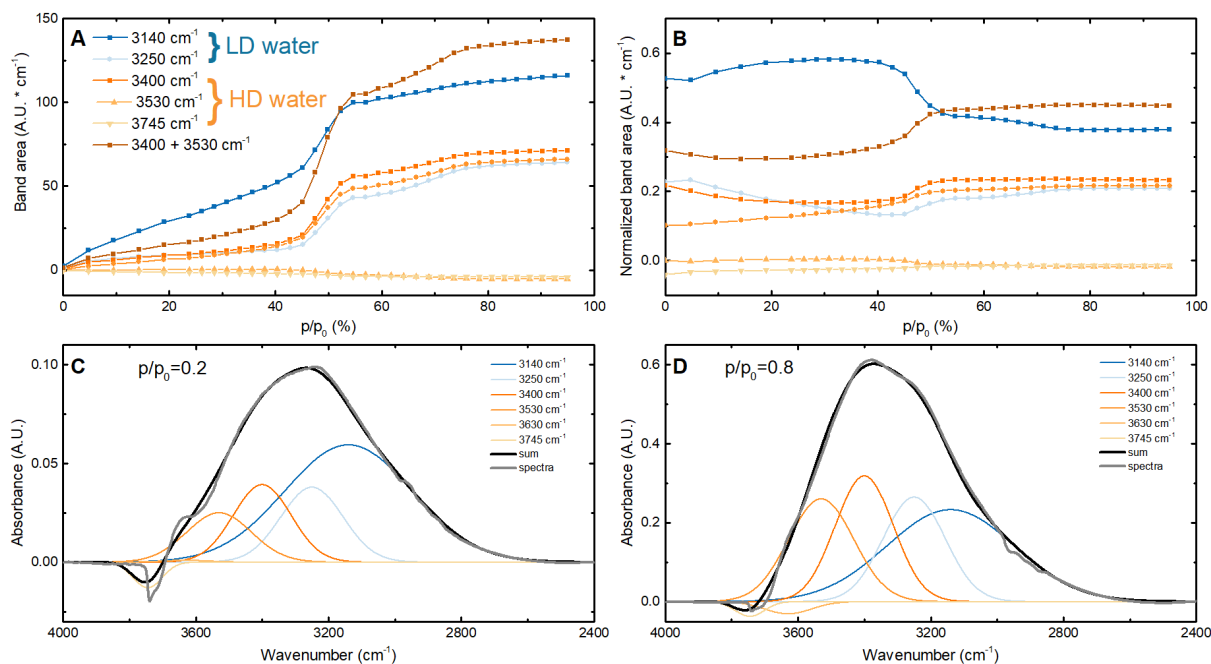 A
B
3140 cm⁻¹
3250 cm⁻¹
3400 cm⁻¹
3530 cm⁻¹
3745 cm⁻¹
3400 + 3530 cm⁻¹
} LD water
} HD water
Band area (A.U. * cm⁻¹)
150
100
50
0
0 20 40 60 80 100
p/p₀ (%)
Normalized band area (A.U. * cm⁻¹)
0.6
0.4
0.2
0.0
0 20 40 60 80 100
p/p₀ (%)
C
p/p₀=0.2
3140 cm⁻¹
3250 cm⁻¹
3400 cm⁻¹
3530 cm⁻¹
3630 cm⁻¹
3745 cm⁻¹
sum
spectra
Absorbance (A.U.)
0.10
0.05
0.00
4000 3600 3200 2800 2400
Wavenumber (cm⁻¹)
D
p/p₀=0.8
3140 cm⁻¹
3250 cm⁻¹
3400 cm⁻¹
3530 cm⁻¹
3630 cm⁻¹
3745 cm⁻¹
sum
spectra
Absorbance (A.U.)
0.6
0.4
0.2
0.0
4000 3600 3200 2800 2400
Wavenumber (cm⁻¹)